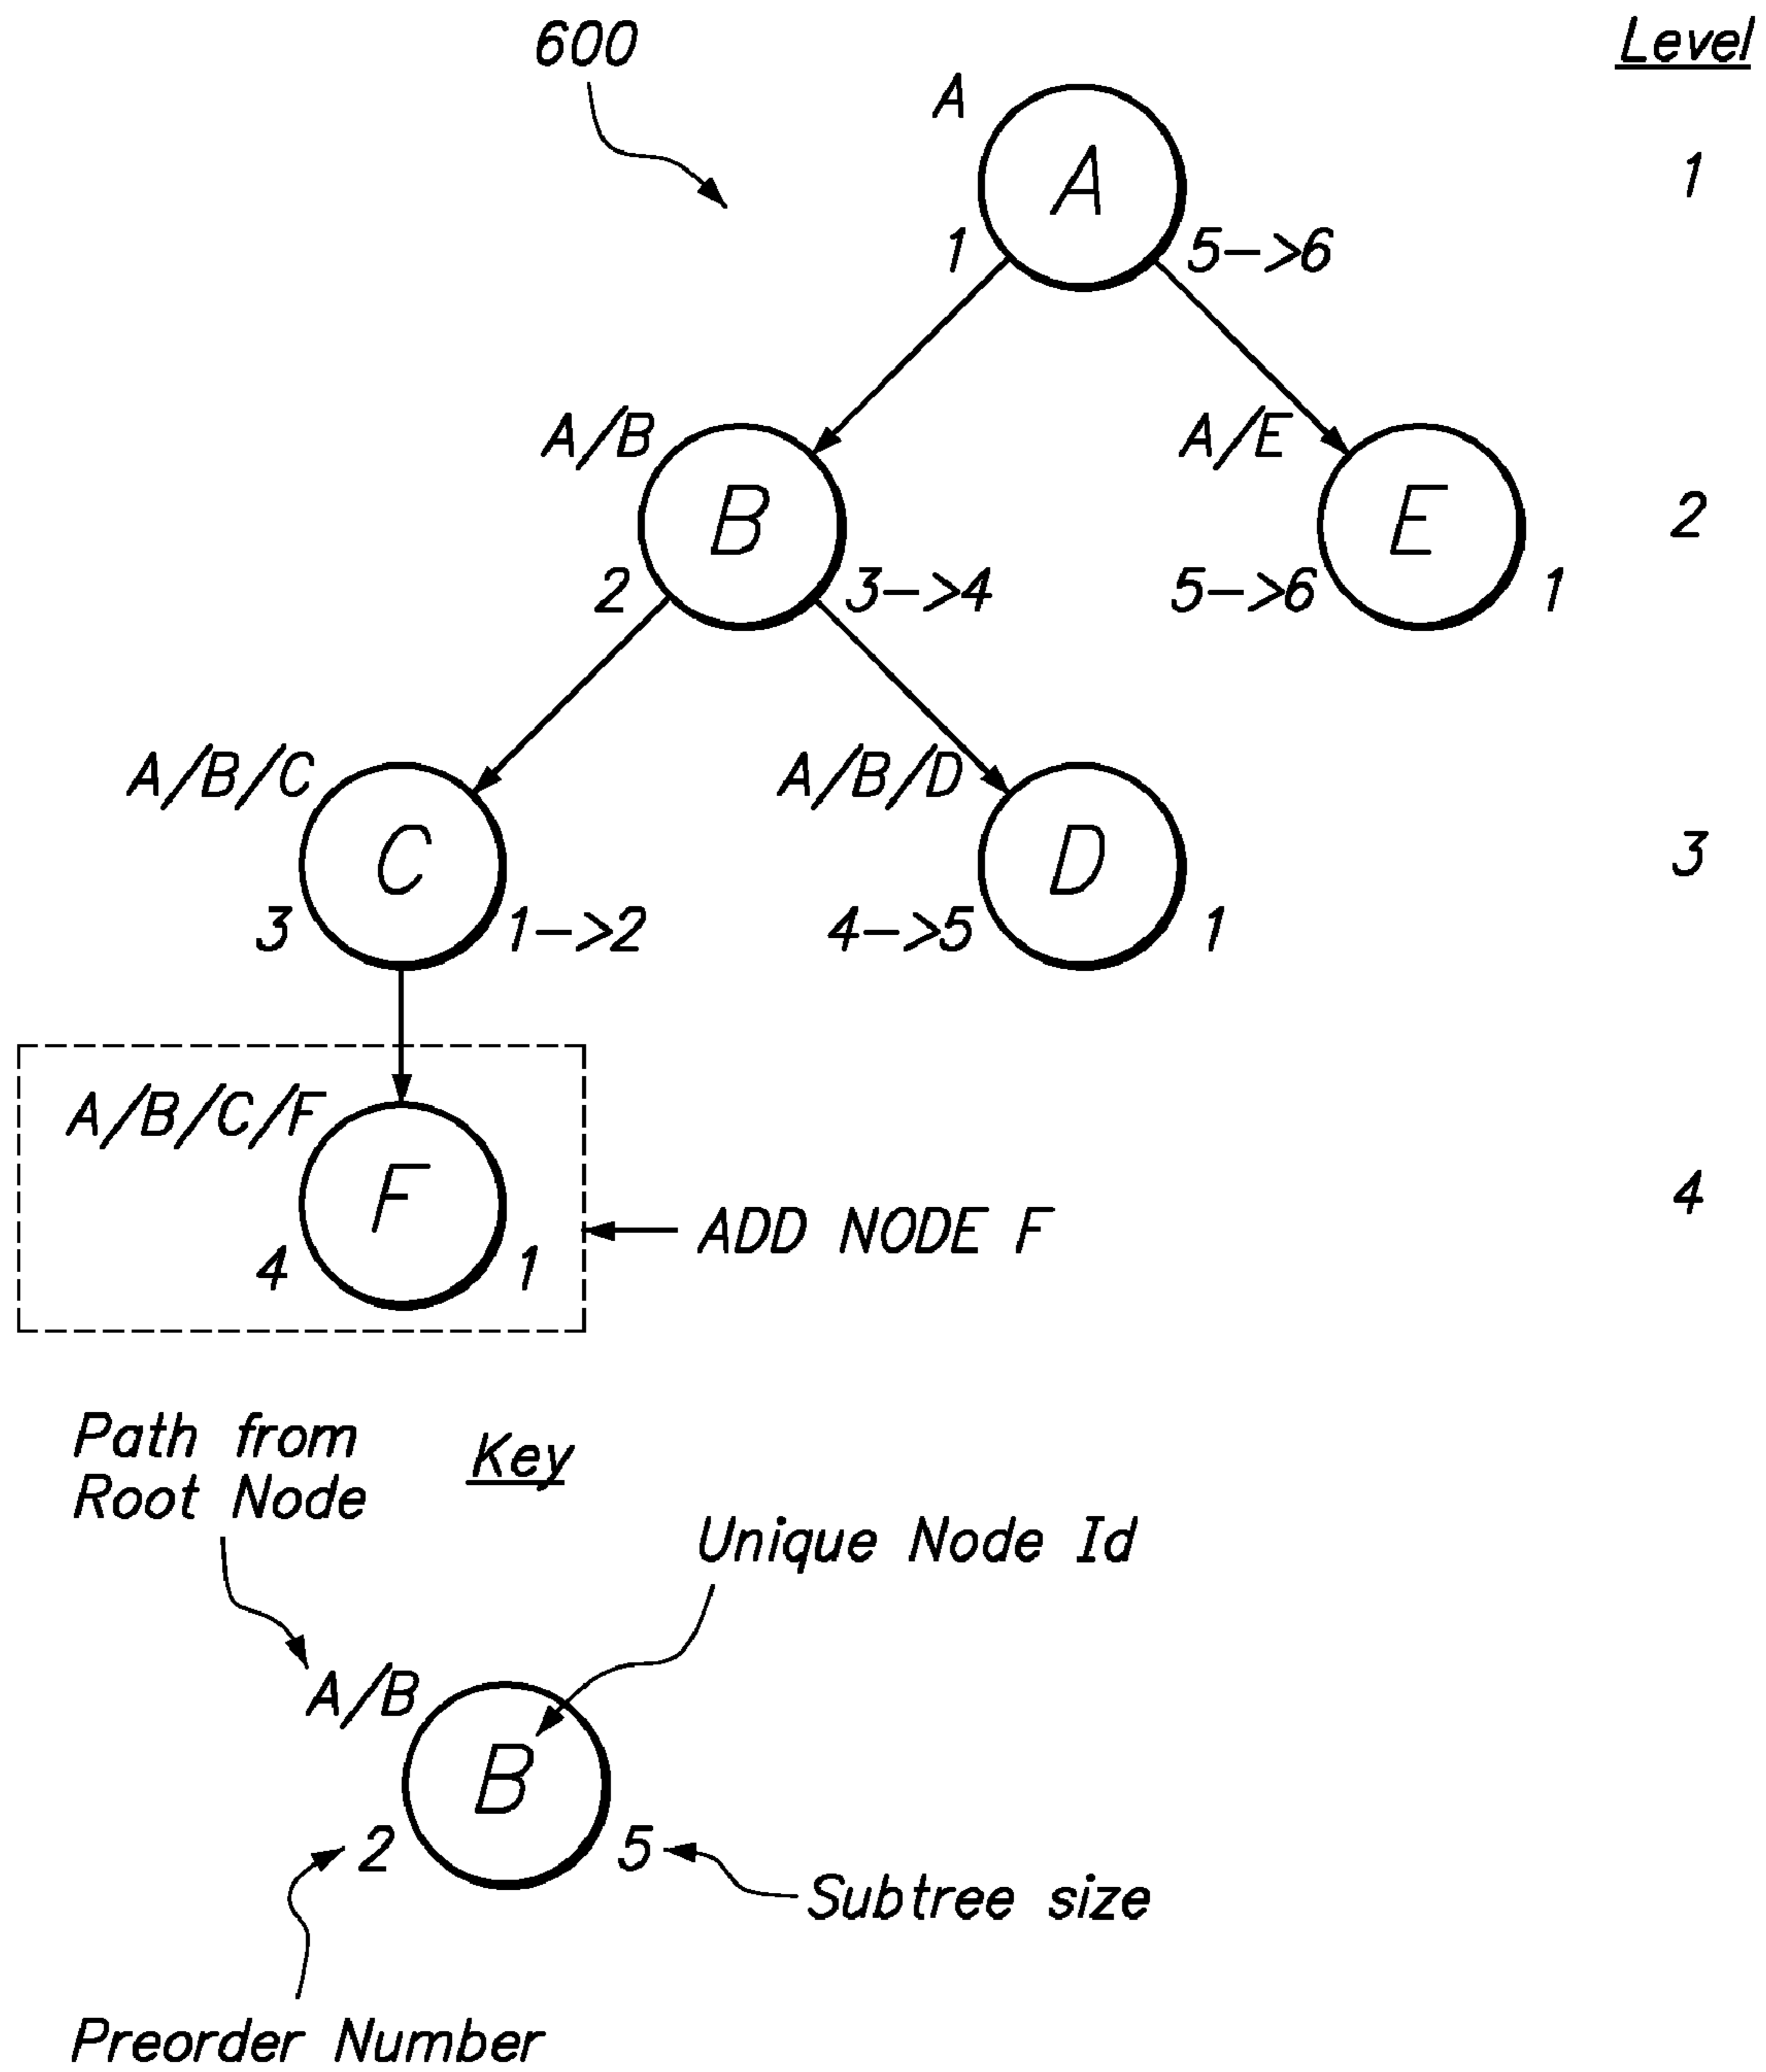 600
Level
A
A
1
1
5->6
A/B
A/E
B
E
2
2
3->4
5->6
1
A/B/C
A/B/D
C
D
3
3
1->2
4->5
1
A/B/C/F
F
4
4
1
ADD NODE F
Path from
Root Node
Key
Unique Node Id
A/B
B
2
5
Subtree size
Preorder Number